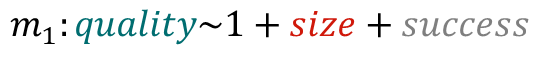 m₁: quality~1 + size + success